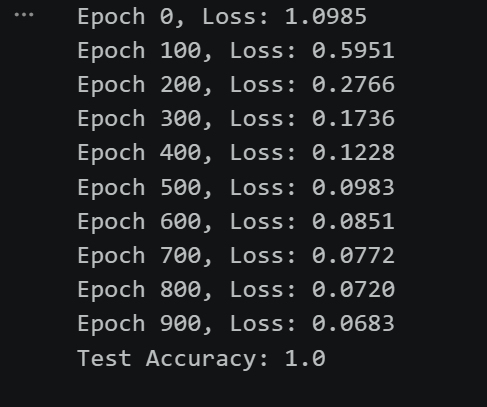 Epoch 0, Loss: 1.0985
Epoch 100, Loss: 0.5951
Epoch 200, Loss: 0.2766
Epoch 300, Loss: 0.1736
Epoch 400, Loss: 0.1228
Epoch 500, Loss: 0.0983
Epoch 600, Loss: 0.0851
Epoch 700, Loss: 0.0772
Epoch 800, Loss: 0.0720
Epoch 900, Loss: 0.0683
Test Accuracy: 1.0